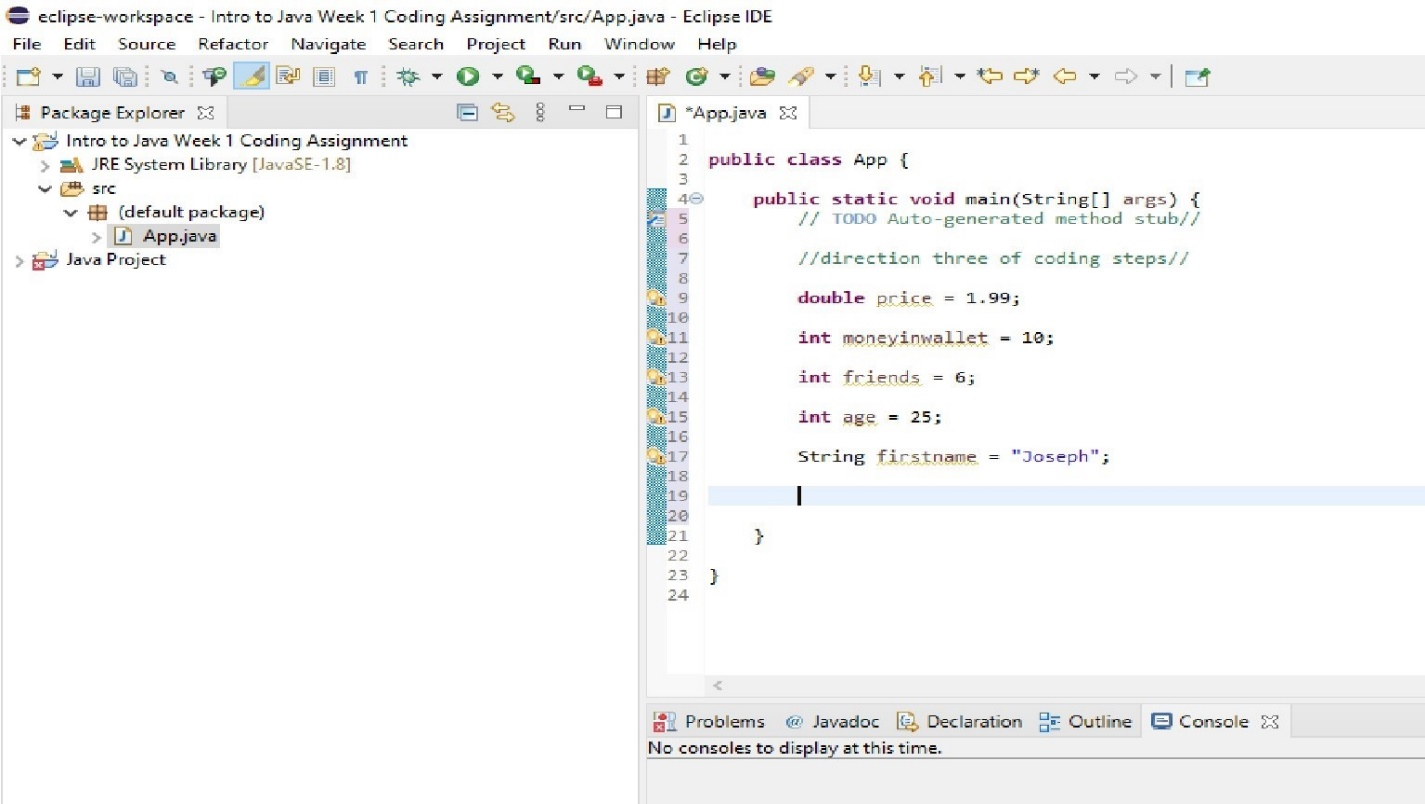 eclipse-workspace - Intro to Java Week 1 Coding Assignment/src/App.java - Eclipse IDE
File Edit Source Refactor Navigate Search Project Run Window Help
Package Explorer
Intro to Java Week 1 Coding Assignment
JRE System Library [JavaSE-1.8]
src
(default package)
App.java
Java Project
*App.java
1
2 public class App {
3
4 public static void main(String[] args) {
5 // TODO Auto-generated method stub//
6
7 //direction three of coding steps//
8
9 double price = 1.99;
10
11 int moneyinwallet = 10;
12
13 int friends = 6;
14
15 int age = 25;
16
17 String firstname = "Joseph";
18
19
20
21 }
22
23 }
24
Problems @ Javadoc Declaration Outline Console
No consoles to display at this time.